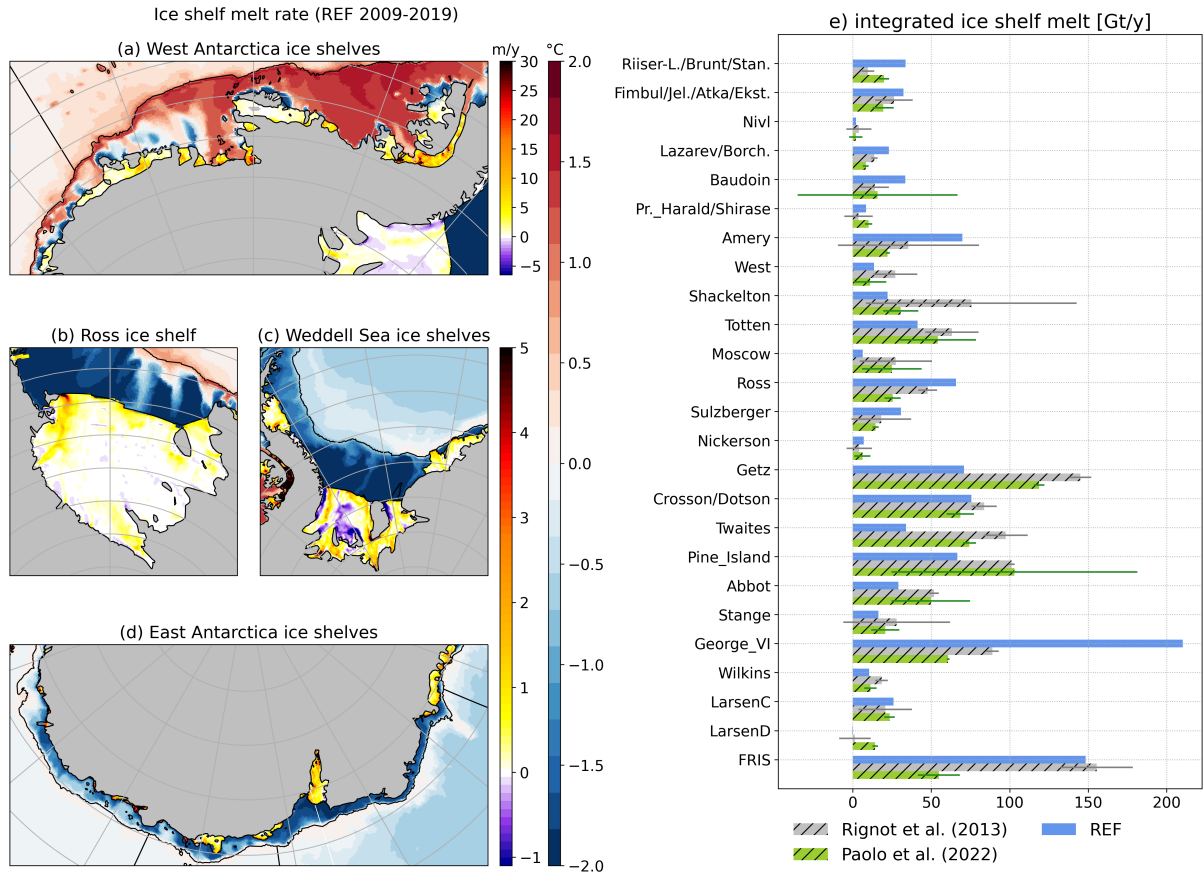 Ice shelf melt rate (REF 2009-2019)
(a) West Antarctica ice shelves
m/y
°C
30
20
15
10
5
0
−5
2.0
1.5
1.0
0.5
0.0
−0.5
−1.0
−1.5
−2.0
(b) Ross ice shelf
(c) Weddell Sea ice shelves
5
4
3
2
1
0
−1
(d) East Antarctica ice shelves
e) integrated ice shelf melt [Gt/y]
Riiser-L./Brunt/Stan.
Fimbul/Jel./Atka/Ekst.
Nivl
Lazarev/Borch.
Baudoin
Pr._Harald/Shirase
Amery
West
Shackelton
Totten
Moscow
Ross
Sulzberger
Nickerson
Getz
Crosson/Dotson
Twaites
Pine_Island
Abbot
Stange
George_VI
Wilkins
LarsenC
LarsenD
FRIS
0 50 100 150 200
Rignot et al. (2013)
REF
Paolo et al. (2022)